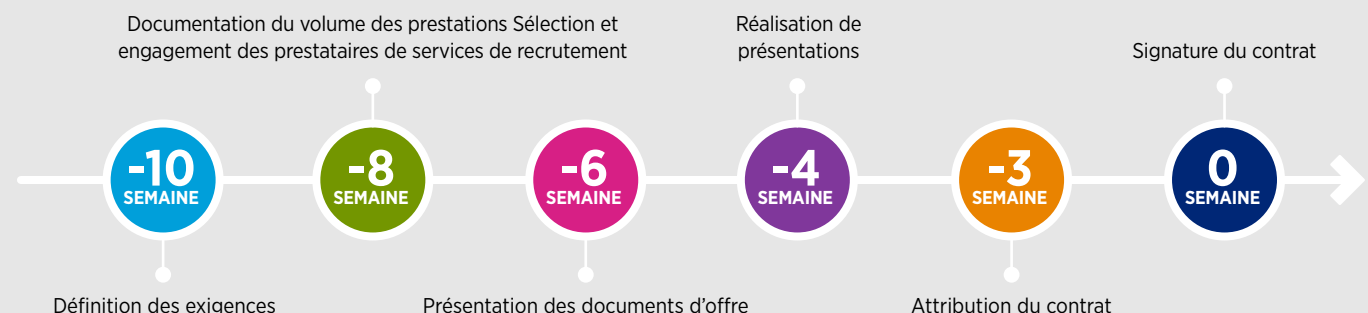 Documentation du volume des prestations Sélection et
engagement des prestataires de services de recrutement
Réalisation de
présentations
Signature du contrat
-10
SEMAINE
-8
SEMAINE
-6
SEMAINE
-4
SEMAINE
-3
SEMAINE
0
SEMAINE
Définition des exigences
Présentation des documents d'offre
Attribution du contrat